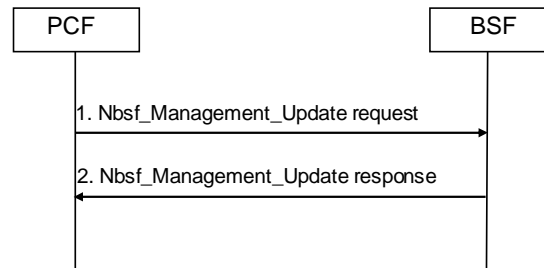 PCF
BSF
1. Nbsf_Management_Update request
2. Nbsf_Management_Update response